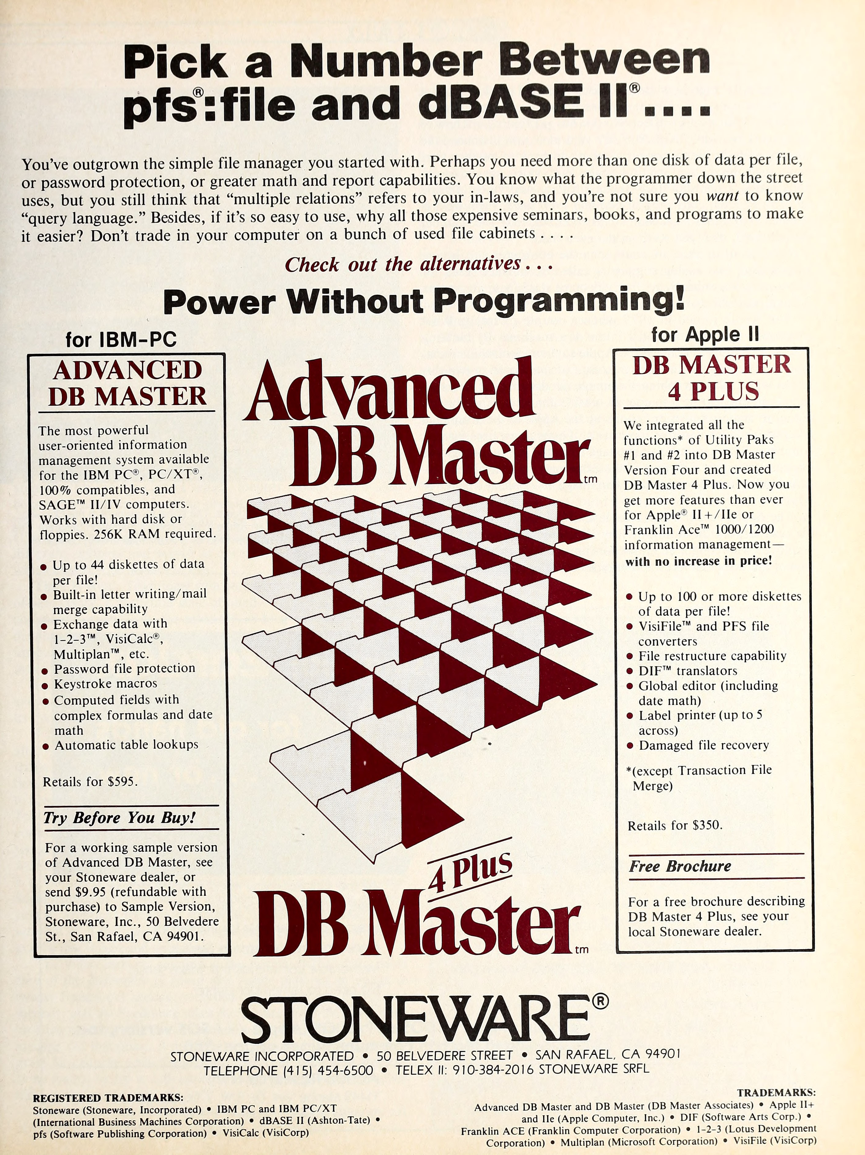 Pick a Number Between
pfs®:file and dBASE II®....
You've outgrown the simple file manager you started with. Perhaps you need more than one disk of data per file,
or password protection, or greater math and report capabilities. You know what the programmer down the street
uses, but you still think that “multiple relations” refers to your in-laws, and you're not sure you want to know
“query language.” Besides, if it's so easy to use, why all those expensive seminars, books, and programs to make
it easier? Don't trade in your computer on a bunch of used file cabinets . . . .
Check out the alternatives . . .
Power Without Programming!
for IBM-PC
ADVANCED
DB MASTER
The most powerful
user-oriented information
management system available
for the IBM PC®, PC/XT®,
100% compatibles, and
SAGE™ II/IV computers.
Works with hard disk or
floppies. 256K RAM required.
• Up to 44 diskettes of data
per file!
• Built-in letter writing/mail
merge capability
• Exchange data with
1-2-3™, VisiCalc®,
Multiplan™, etc.
• Password file protection
• Keystroke macros
• Computed fields with
complex formulas and date
math
• Automatic table lookups
Retails for $595.
Try Before You Buy!
For a working sample version
of Advanced DB Master, see
your Stoneware dealer, or
send $9.95 (refundable with
purchase) to Sample Version,
Stoneware, Inc., 50 Belvedere
St., San Rafael, CA 94901.
Advanced
DB Master™
4 Plus
DB Master™
for Apple II
DB MASTER
4 PLUS
We integrated all the
functions* of Utility Paks
#1 and #2 into DB Master
Version Four and created
DB Master 4 Plus. Now you
get more features than ever
for Apple® II+/IIe or
Franklin Ace™ 1000/1200
information management—
with no increase in price!
• Up to 100 or more diskettes
of data per file!
• VisiFile™ and PFS file
converters
• File restructure capability
• DIF™ translators
• Global editor (including
date math)
• Label printer (up to 5
across)
• Damaged file recovery
*(except Transaction File
Merge)
Retails for $350.
Free Brochure
For a free brochure describing
DB Master 4 Plus, see your
local Stoneware dealer.
STONEWARE®
STONEWARE INCORPORATED • 50 BELVEDERE STREET • SAN RAFAEL, CA 94901
TELEPHONE (415) 454-6500 • TELEX II: 910-384-2016 STONEWARE SRFL
REGISTERED TRADEMARKS:
Stoneware (Stoneware, Incorporated) • IBM PC and IBM PC/XT
(International Business Machines Corporation) • dBASE II (Ashton-Tate) •
pfs (Software Publishing Corporation) • VisiCalc (VisiCorp)
TRADEMARKS:
Advanced DB Master and DB Master (DB Master Associates) • Apple II+
and IIe (Apple Computer, Inc.) • DIF (Software Arts Corp.) •
Franklin ACE (Franklin Computer Corporation) • 1-2-3 (Lotus Development
Corporation) • Multiplan (Microsoft Corporation) • VisiFile (VisiCorp)